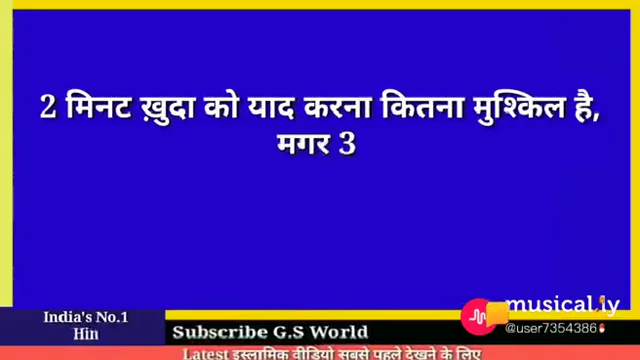 2 मिनट ख़ुदा को याद करना कितना मुश्किल है,
मगर 3
India's No.1
Hin
Subscribe G.S World
Latest इस्लामिक वीडियो सबसे पहले देखने के लिए
musical.ly
@user7354386